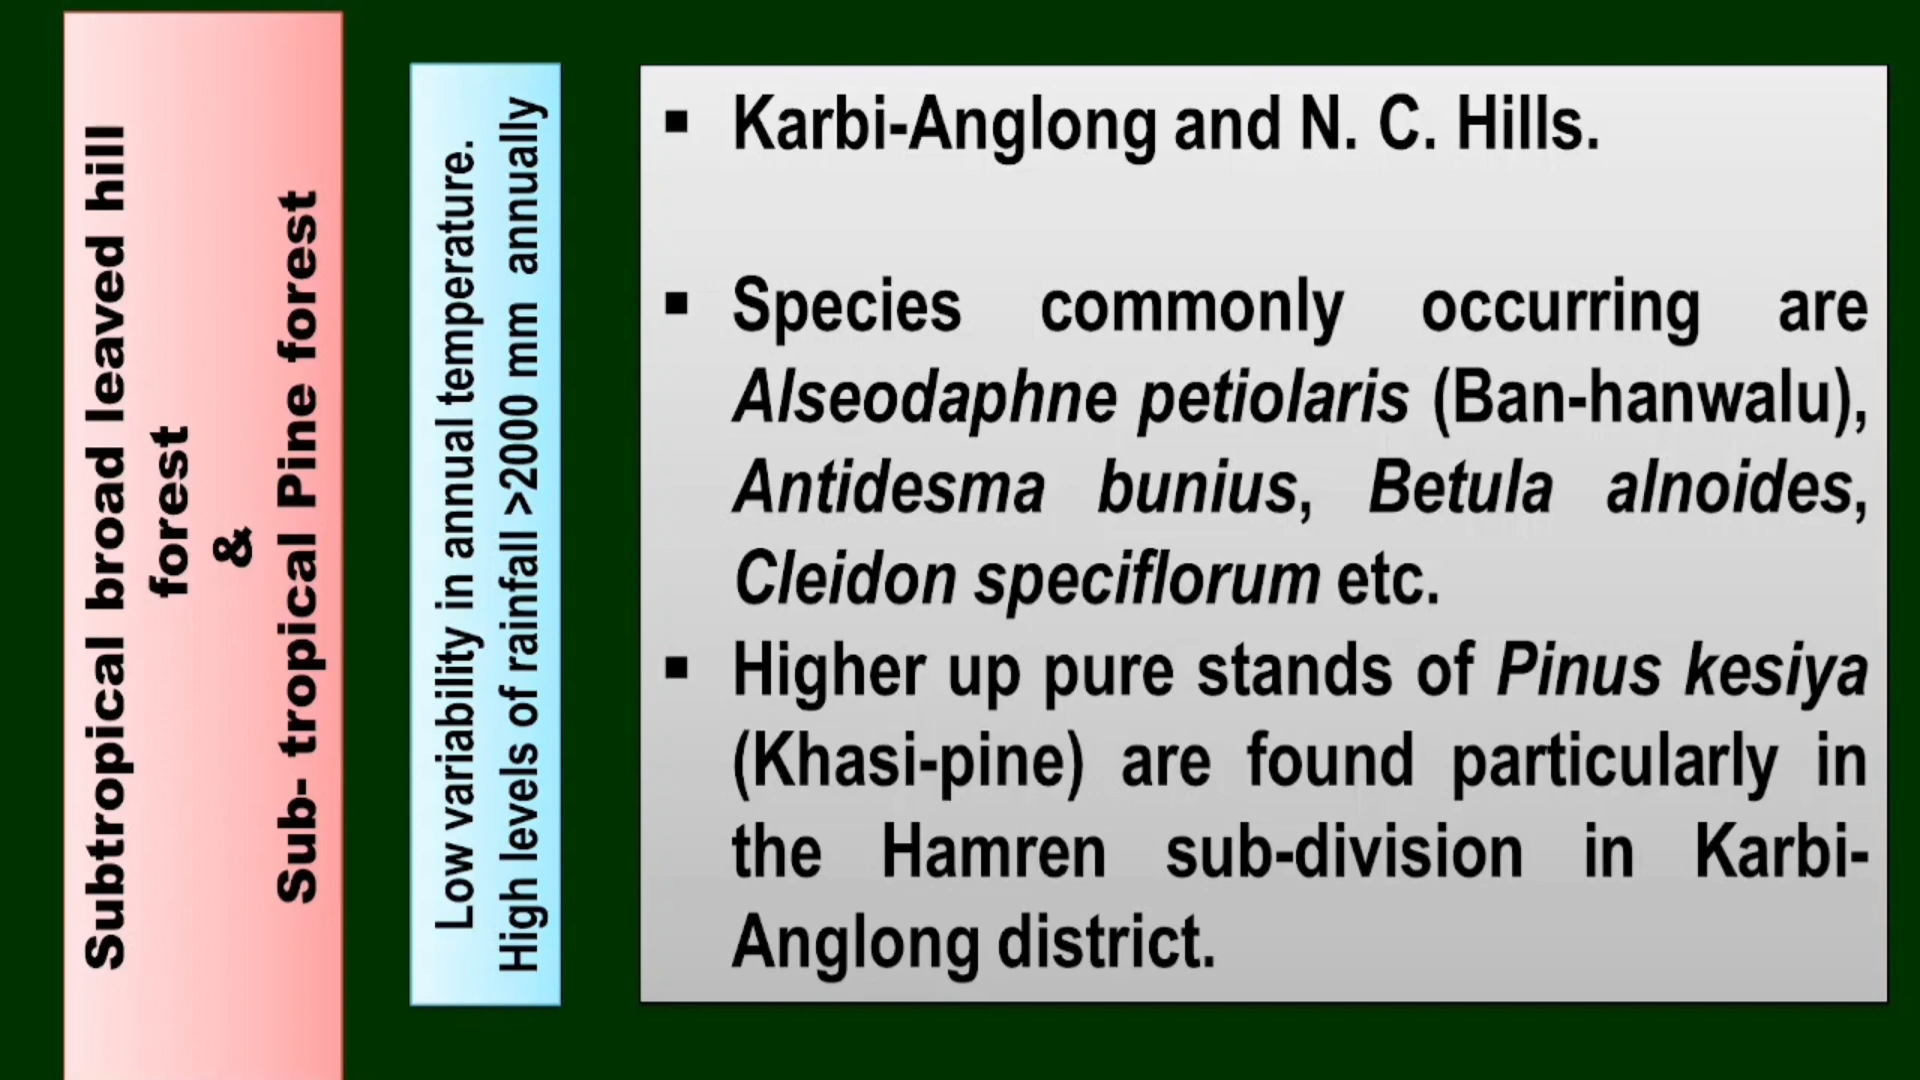 Subtropical broad leaved hill
forest
&
Sub- tropical Pine forest
Low variability in annual temperature.
High levels of rainfall >2000 mm annually
▪ Karbi-Anglong and N. C. Hills.
▪ Species commonly occurring are
Alseodaphne petiolaris (Ban-hanwalu),
Antidesma bunius, Betula alnoides,
Cleidon speciflorum etc.
▪ Higher up pure stands of Pinus kesiya
(Khasi-pine) are found particularly in
the Hamren sub-division in Karbi-
Anglong district.